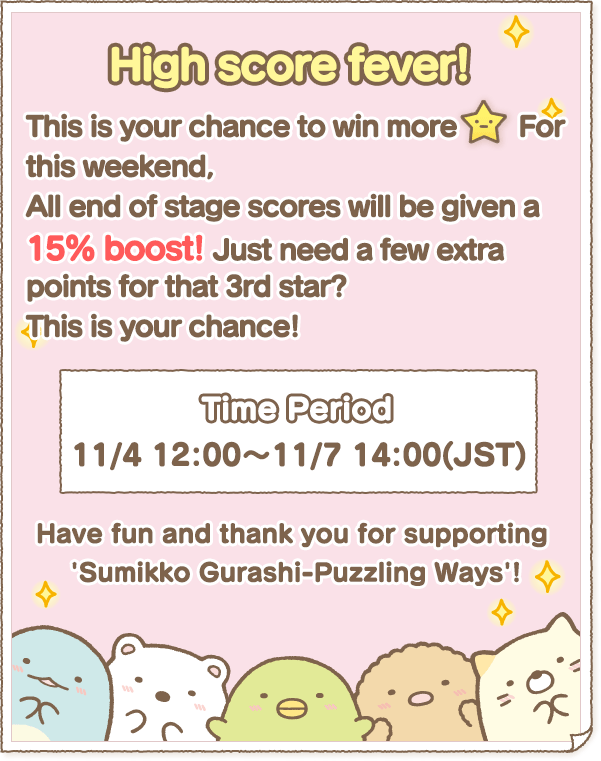 High score fever!
This is your chance to win more For
this weekend,
All end of stage scores will be given a
15% boost! Just need a few extra
points for that 3rd star?
This is your chance!
Time Period
11/4 12:00～11/7 14:00(JST)
Have fun and thank you for supporting
'Sumikko Gurashi-Puzzling Ways'!